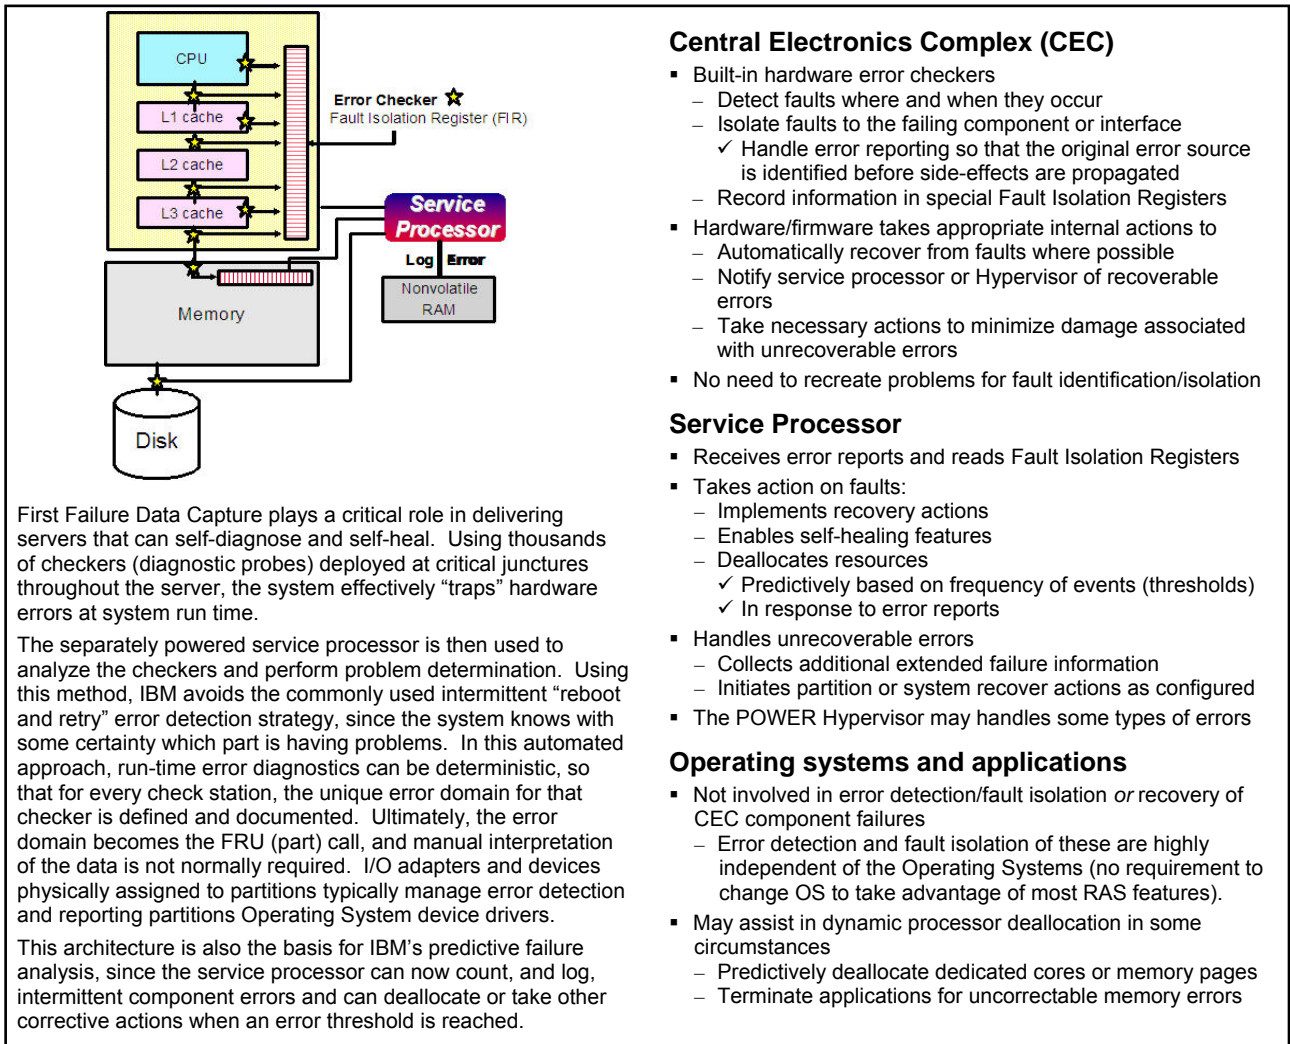 CPU
L1 cache
L2 cache
L3 cache
Memory
Disk
Error Checker
Fault Isolation Register (FIR)
Service
Processor
Log Error
Nonvolatile
RAM
First Failure Data Capture plays a critical role in delivering
servers that can self-diagnose and self-heal. Using thousands
of checkers (diagnostic probes) deployed at critical junctures
throughout the server, the system effectively “traps” hardware
errors at system run time.
The separately powered service processor is then used to
analyze the checkers and perform problem determination. Using
this method, IBM avoids the commonly used intermittent “reboot
and retry” error detection strategy, since the system knows with
some certainty which part is having problems. In this automated
approach, run-time error diagnostics can be deterministic, so
that for every check station, the unique error domain for that
checker is defined and documented. Ultimately, the error
domain becomes the FRU (part) call, and manual interpretation
of the data is not normally required. I/O adapters and devices
physically assigned to partitions typically manage error detection
and reporting partitions Operating System device drivers.
This architecture is also the basis for IBM’s predictive failure
analysis, since the service processor can now count, and log,
intermittent component errors and can deallocate or take other
corrective actions when an error threshold is reached.
Central Electronics Complex (CEC)
▪ Built-in hardware error checkers
– Detect faults where and when they occur
– Isolate faults to the failing component or interface
✓ Handle error reporting so that the original error source
is identified before side-effects are propagated
– Record information in special Fault Isolation Registers
▪ Hardware/firmware takes appropriate internal actions to
– Automatically recover from faults where possible
– Notify service processor or Hypervisor of recoverable
errors
– Take necessary actions to minimize damage associated
with unrecoverable errors
▪ No need to recreate problems for fault identification/isolation
Service Processor
▪ Receives error reports and reads Fault Isolation Registers
▪ Takes action on faults:
– Implements recovery actions
– Enables self-healing features
– Deallocates resources
✓ Predictively based on frequency of events (thresholds)
✓ In response to error reports
▪ Handles unrecoverable errors
– Collects additional extended failure information
– Initiates partition or system recover actions as configured
▪ The POWER Hypervisor may handles some types of errors
Operating systems and applications
▪ Not involved in error detection/fault isolation or recovery of
CEC component failures
– Error detection and fault isolation of these are highly
independent of the Operating Systems (no requirement to
change OS to take advantage of most RAS features).
▪ May assist in dynamic processor deallocation in some
circumstances
– Predictively deallocate dedicated cores or memory pages
– Terminate applications for uncorrectable memory errors